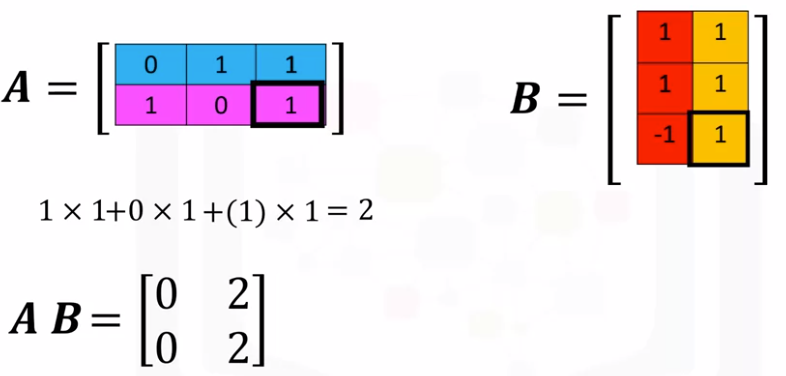 A = [ 0 1 1
1 0 1 ]
B = [ 1 1
1 1
-1 1 ]
1 × 1+0 × 1 +(1) × 1 = 2
A B = [ 0 2
0 2 ]